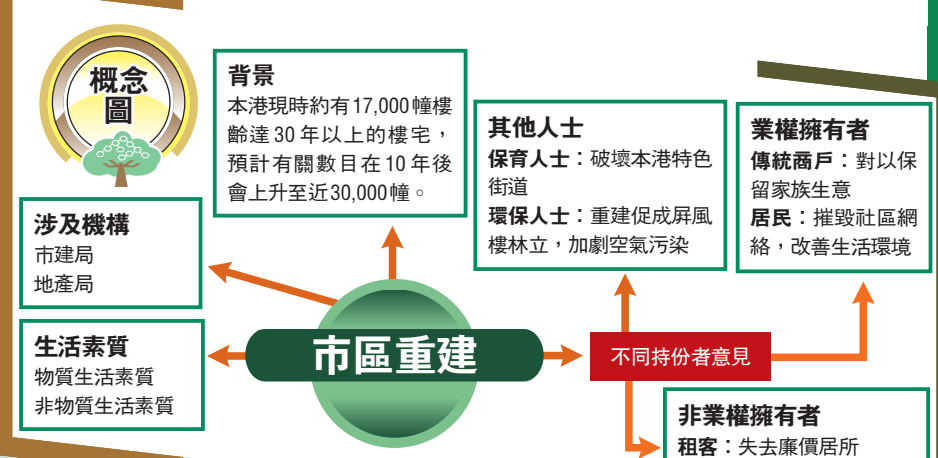 概念
圖
背景
本港現時約有17,000幢樓
齡達30年以上的樓宅，
預計有關數目在10年後
會上升至近30,000幢。
其他人士
保育人士：破壞本港特色
街道
環保人士：重建促成屏風
樓林立，加劇空氣污染
業權擁有者
傳統商戶：對以保
留家族生意
居民：摧毀社區網
絡，改善生活環境
涉及機構
市建局
地產局
生活素質
物質生活素質
非物質生活素質
市區重建
不同持份者意見
非業權擁有者
租客：失去廉價居所